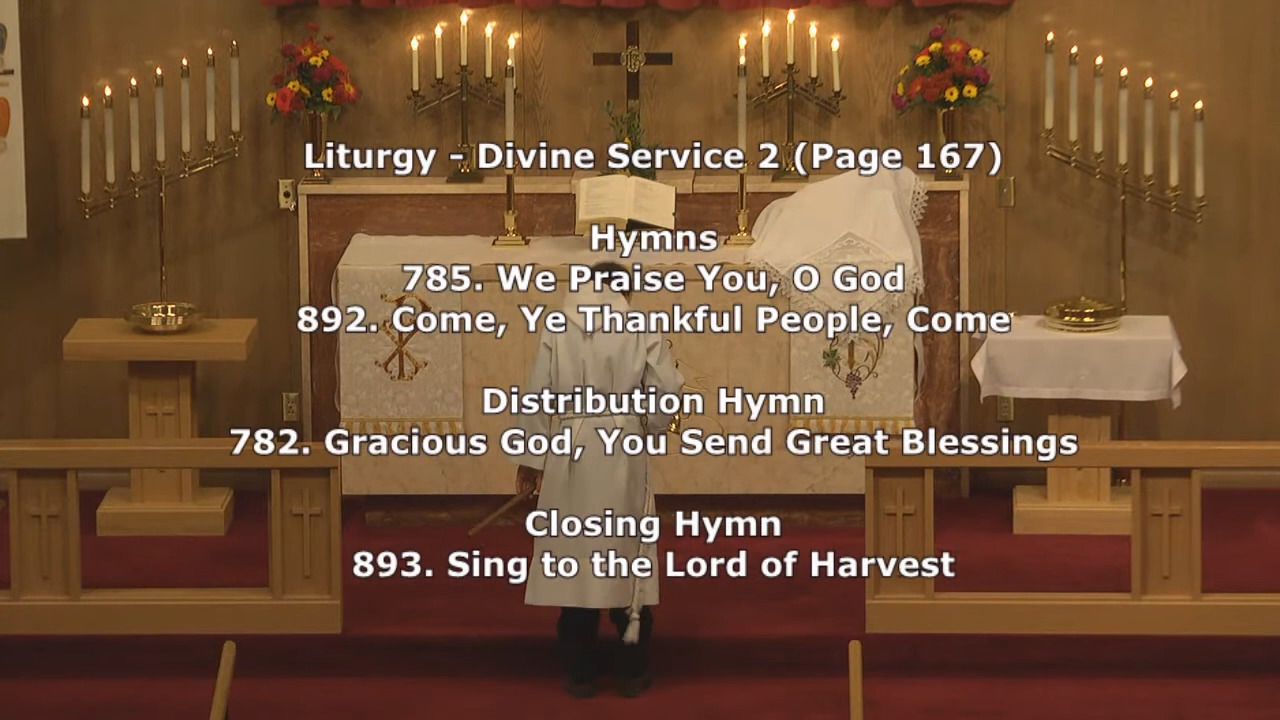 Liturgy - Divine Service 2 (Page 167)
Hymns
785. We Praise You, O God
892. Come, Ye Thankful People, Come
Distribution Hymn
782. Gracious God, You Send Great Blessings
Closing Hymn
893. Sing to the Lord of Harvest